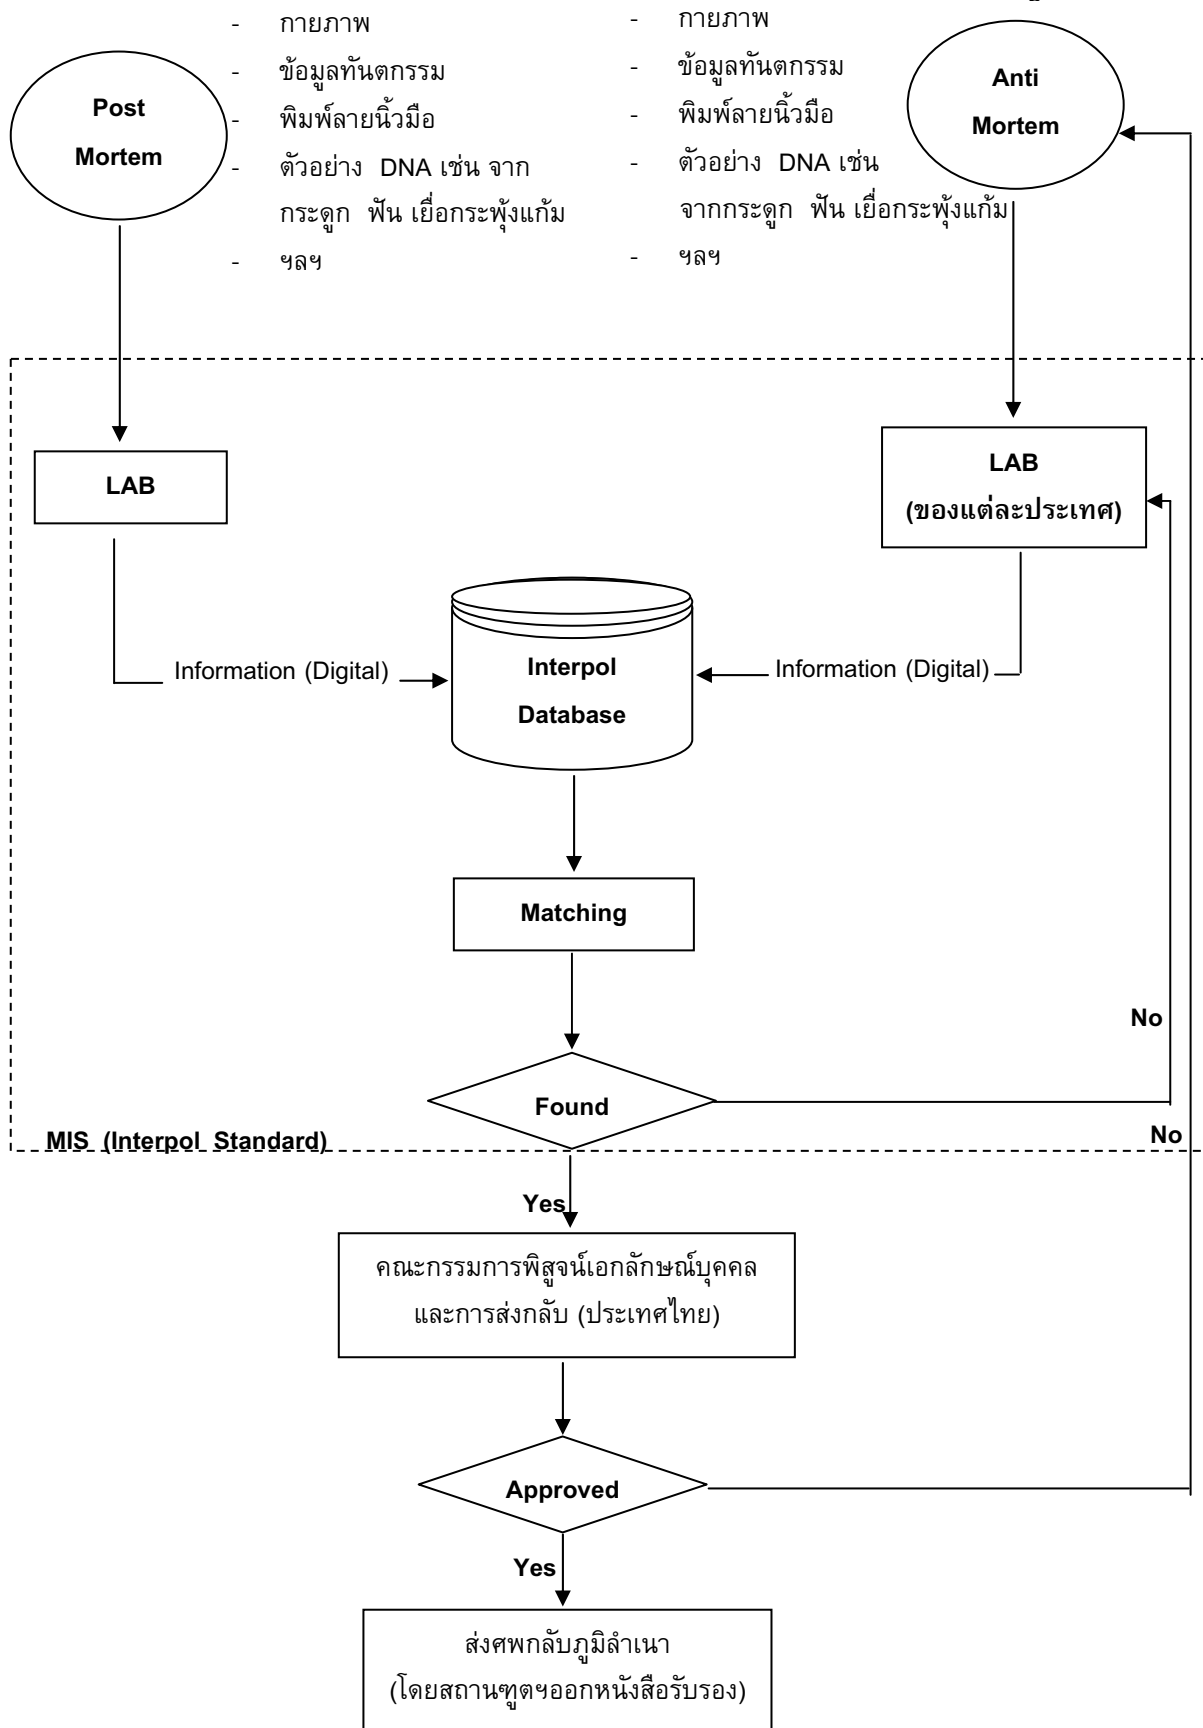 - กายภาพ
- ข้อมูลทันตกรรม
- พิมพ์ลายนิ้วมือ
- ตัวอย่าง DNA เช่น จาก
กระดูก ฟัน เยื่อกระพุ้งแก้ม
- ฯลฯ
- กายภาพ
- ข้อมูลทันตกรรม
- พิมพ์ลายนิ้วมือ
- ตัวอย่าง DNA เช่น
จากกระดูก ฟัน เยื่อกระพุ้งแก้ม
- ฯลฯ
Post
Mortem
Anti
Mortem
LAB
LAB
(ของแต่ละประเทศ)
Information (Digital)
Interpol
Database
Information (Digital)
Matching
No
Found
MIS (Interpol Standard)
No
Yes
คณะกรรมการพิสูจน์เอกลักษณ์บุคคล
และการส่งกลับ (ประเทศไทย)
Approved
Yes
ส่งศพกลับภูมิลำเนา
(โดยสถานฑูตฯออกหนังสือรับรอง)